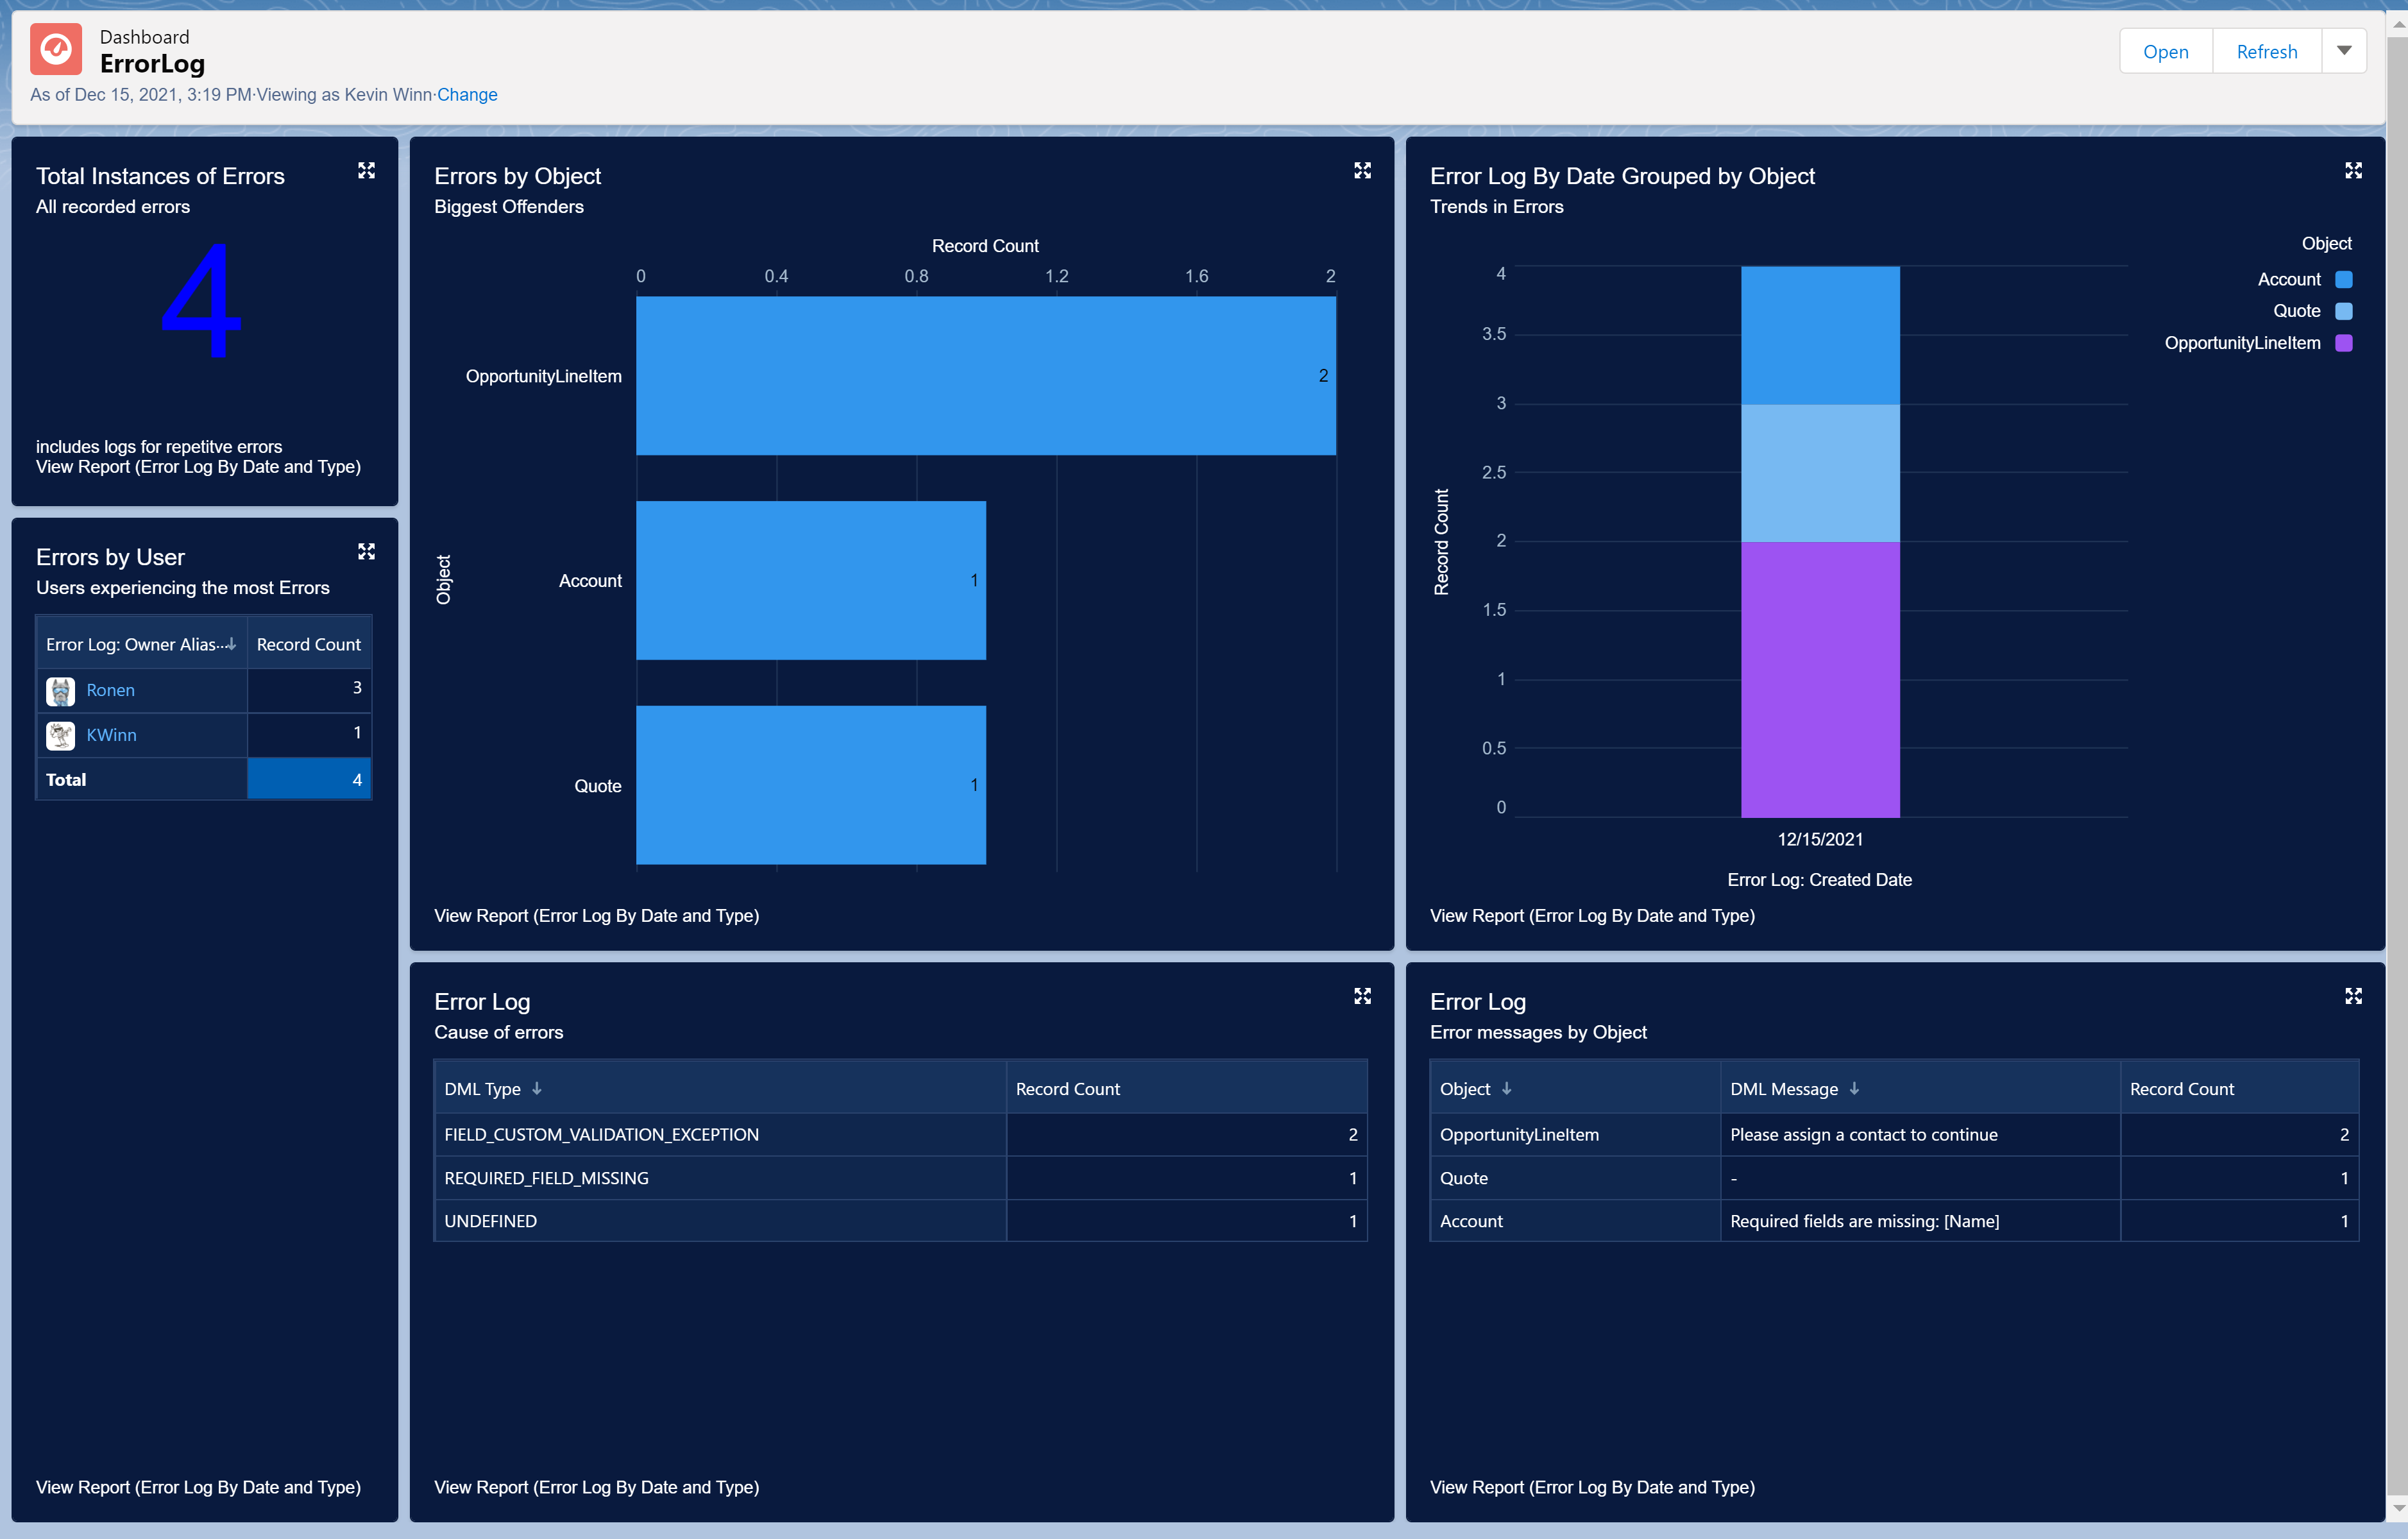 Dashboard
ErrorLog
As of Dec 15, 2021, 3:19 PM·Viewing as Kevin Winn·Change
Open
Refresh
Total Instances of Errors
All recorded errors
4
includes logs for repetitve errors
View Report (Error Log By Date and Type)
Errors by User
Users experiencing the most Errors
Error Log: Owner Alias...
Record Count
Ronen 3
KWinn 1
Total 4
View Report (Error Log By Date and Type)
Errors by Object
Biggest Offenders
Record Count
0 0.4 0.8 1.2 1.6 2
Object
OpportunityLineItem 2
Account 1
Quote 1
View Report (Error Log By Date and Type)
Error Log By Date Grouped by Object
Trends in Errors
Object
Account
Quote
OpportunityLineItem
Record Count
4
3.5
3
2.5
2
1.5
1
0.5
0
12/15/2021
Error Log: Created Date
View Report (Error Log By Date and Type)
Error Log
Cause of errors
DML Type Record Count
FIELD_CUSTOM_VALIDATION_EXCEPTION 2
REQUIRED_FIELD_MISSING 1
UNDEFINED 1
View Report (Error Log By Date and Type)
Error Log
Error messages by Object
Object DML Message Record Count
OpportunityLineItem Please assign a contact to continue 2
Quote - 1
Account Required fields are missing: [Name] 1
View Report (Error Log By Date and Type)